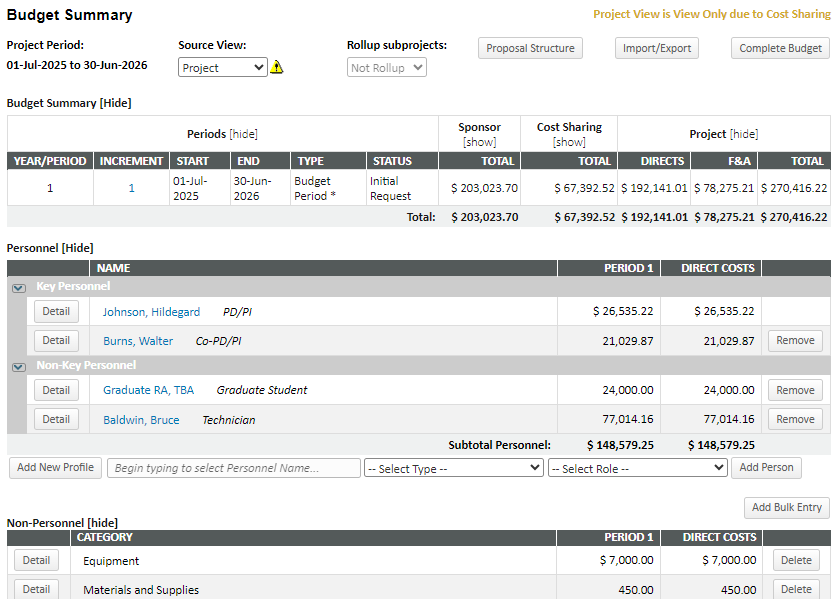 Budget Summary
Project View is View Only due to Cost Sharing
Project Period: Source View: Rollup subprojects:
01-Jul-2025 to 30-Jun-2026 Project Not Rollup Proposal Structure Import/Export Complete Budget
Budget Summary [Hide]
Periods [hide] Sponsor [show] Cost Sharing [show] Project [hide]
YEAR/PERIOD INCREMENT START END TYPE STATUS TOTAL TOTAL DIRECTS F&A TOTAL
1 1 01-Jul-2025 30-Jun-2026 Budget Period * Initial Request $ 203,023.70 $ 67,392.52 $ 192,141.01 $ 78,275.21 $ 270,416.22
Total: $ 203,023.70 $ 67,392.52 $ 192,141.01 $ 78,275.21 $ 270,416.22
Personnel [Hide]
NAME PERIOD 1 DIRECT COSTS
Key Personnel
Detail Johnson, Hildegard PD/PI $ 26,535.22 $ 26,535.22
Detail Burns, Walter Co-PD/PI 21,029.87 21,029.87 Remove
Non-Key Personnel
Detail Graduate RA, TBA Graduate Student 24,000.00 24,000.00 Remove
Detail Baldwin, Bruce Technician 77,014.16 77,014.16 Remove
Subtotal Personnel: $ 148,579.25 $ 148,579.25
Add New Profile Begin typing to select Personnel Name... -- Select Type -- -- Select Role -- Add Person
Add Bulk Entry
Non-Personnel [hide]
CATEGORY PERIOD 1 DIRECT COSTS
Detail Equipment $ 7,000.00 $ 7,000.00 Delete
Detail Materials and Supplies 450.00 450.00 Delete